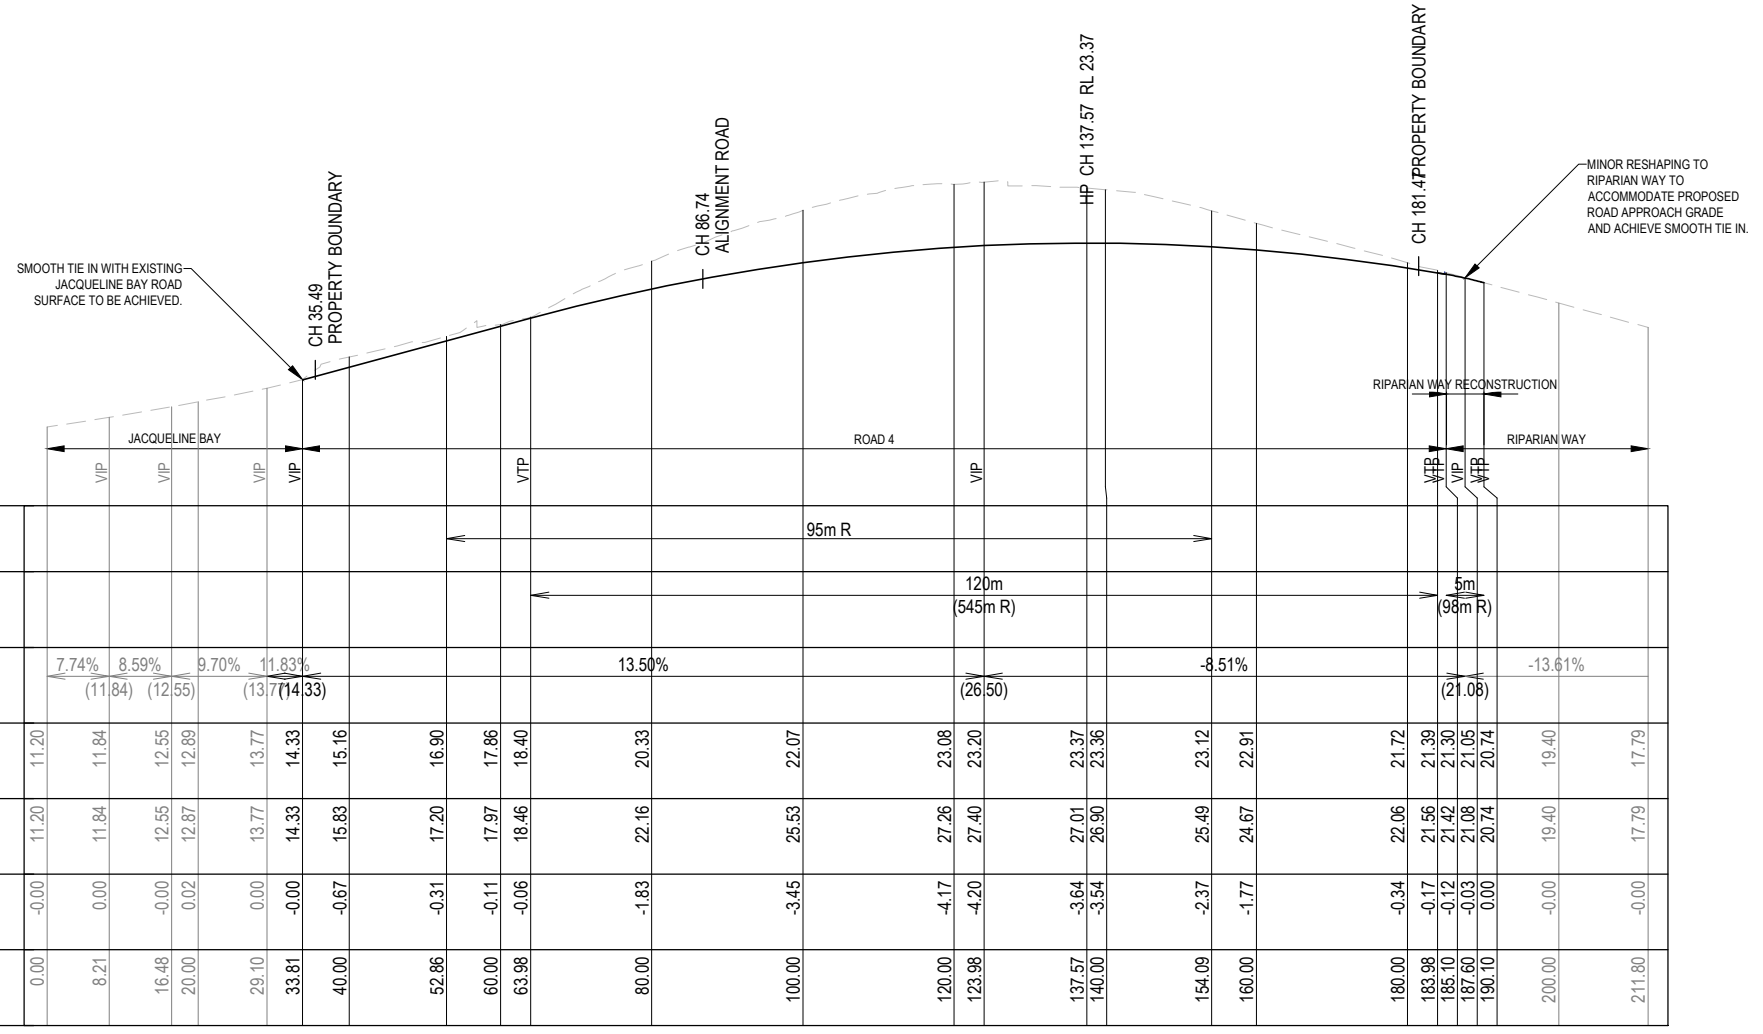 HP CH 137.57 RL 23.37
CH 181.47
PROPERTY BOUNDARY
CH 86.74
ALIGNMENT ROAD
CH 35.49
PROPERTY BOUNDARY
MINOR RESHAPING TO
RIPARIAN WAY TO
ACCOMMODATE PROPOSED
ROAD APPROACH GRADE
AND ACHIEVE SMOOTH TIE IN.
SMOOTH TIE IN WITH EXISTING
JACQUELINE BAY ROAD
SURFACE TO BE ACHIEVED.
RIPARIAN WAY RECONSTRUCTION
JACQUELINE BAY
ROAD 4
RIPARIAN WAY
VIP VIP VIP VIP VTP VIP VTP VTP VIP VTP VTP
95m R
120m
(545m R)
5m
(98m R)
7.74% 8.59% 9.70% 11.83% 13.50% -8.51% -13.61%
(11.84) (12.55) (13.77) (14.33) (26.50) (21.08)
11.20 11.84 12.55 12.89 13.77 14.33 15.16 16.90 17.86 18.40 20.33 22.07 23.08 23.20 23.37 23.36 23.12 22.91 21.72 21.39 21.30 21.05 20.74 19.40 17.79
11.20 11.84 12.55 12.87 13.77 14.33 15.83 17.20 17.97 18.46 22.16 25.53 27.26 27.40 27.01 26.90 25.49 24.67 22.06 21.56 21.42 21.08 20.74 19.40 17.79
-0.00 0.00 -0.00 0.02 0.00 -0.00 -0.67 -0.31 -0.11 -0.06 -1.83 -3.45 -4.17 -4.20 -3.64 -3.54 -2.37 -1.77 -0.34 -0.17 -0.12 -0.03 0.00 -0.00 -0.00
0.00 8.21 16.48 20.00 29.10 33.81 40.00 52.86 60.00 63.98 80.00 100.00 120.00 123.98 137.57 140.00 154.09 160.00 180.00 183.98 185.10 187.60 190.10 200.00 211.80